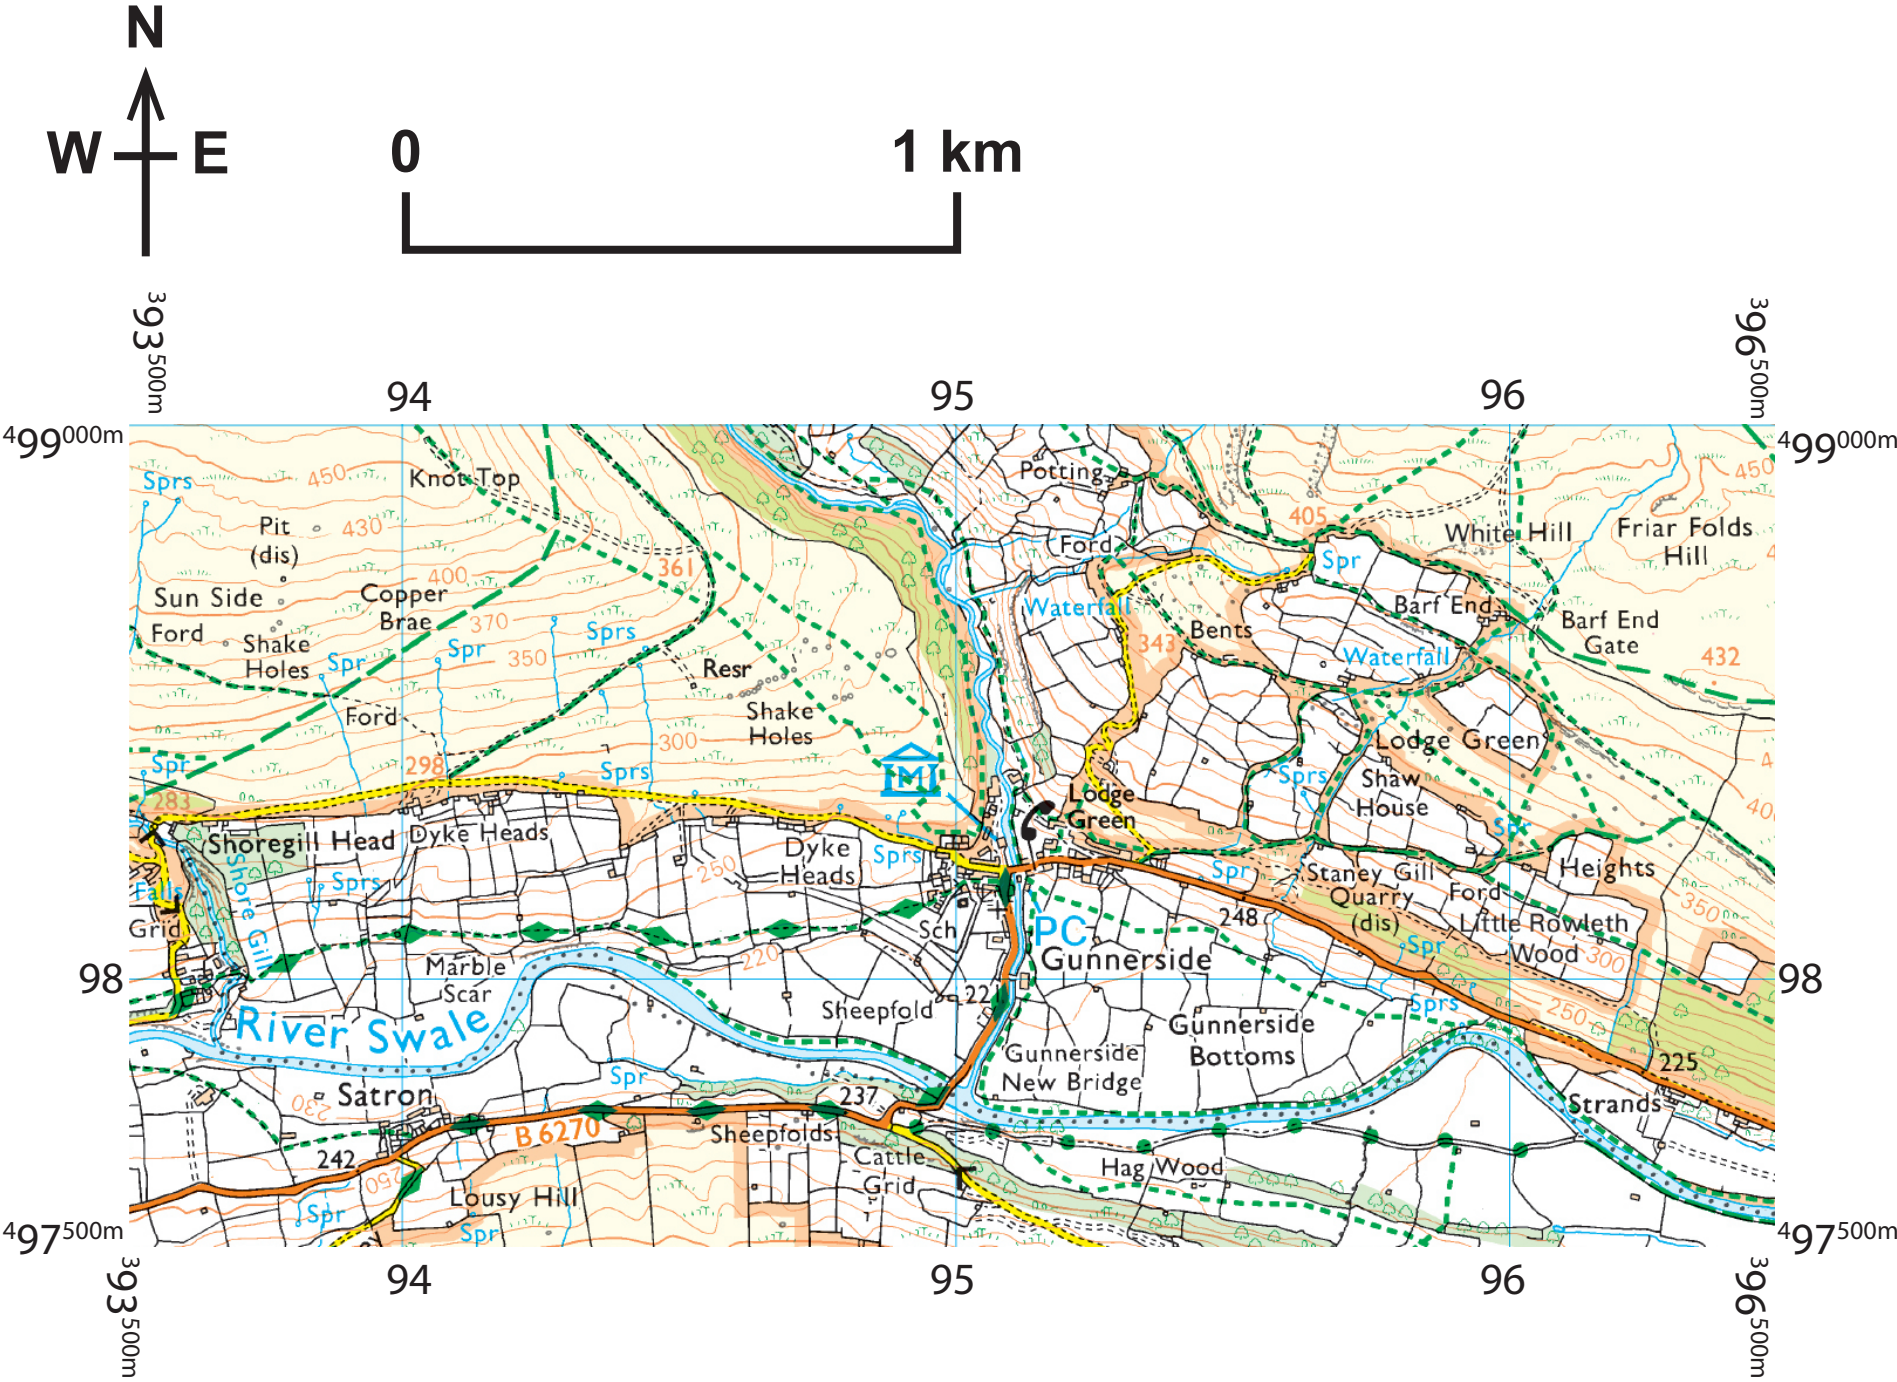 N
W E
0 1 km
393500m
396500m
94 95 96
499000m
499000m
Knot Top
Potting
450
450
Sprs
Pit
(dis)
430
405
White Hill
Friar Folds
Hill
Ford
Spr
361
400
Sun Side
Copper
Brae
370
Waterfall
Barf End
Barf End
Gate
Ford
Shake
Holes
Sprs
Bents
343
Spr
Spr
350
Resr
Waterfall
432
Ford
Shake
Holes
300
Lodge Green
Spr
298
Sprs
M
Sprs
Shaw
House
283
Lodge
Green
Shoregill Head
Dyke Heads
Spr
Dyke
Heads
Sprs
Heights
Shore Gill
Falls
Sprs
250
Spr
Staney Gill
Quarry
(dis)
Ford
350
Grid
Sch
PC
248
Little Rowleth
Wood
Spr
300
Marble
Scar
220
Gunnerside
98
98
River Swale
Sheepfold
22
Sprs
250
Gunnerside
Bottoms
Gunnerside
New Bridge
225
Spr
Satron
230
237
Strands
B 6270
Sheepfolds
242
250
Cattle
Grid
Hag Wood
Lousy Hill
Spr
Spr
497500m
497500m
94 95 96
393500m
396500m